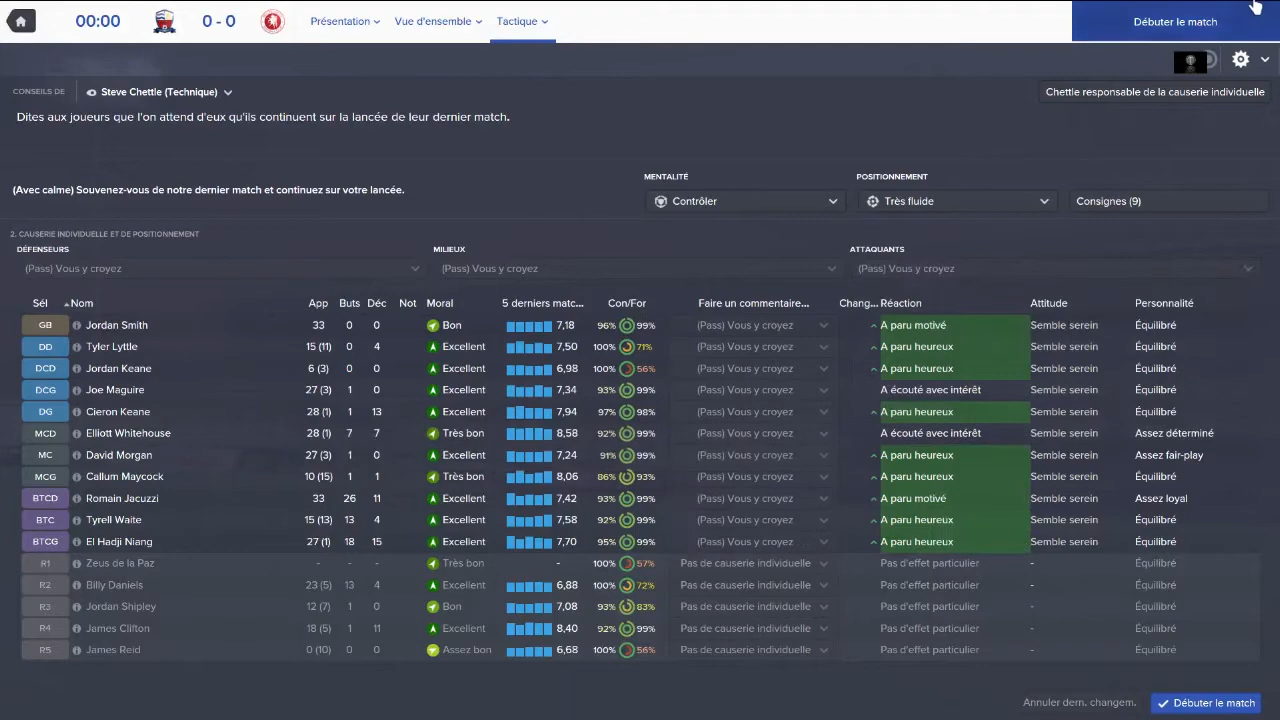 00:00 0 - 0 Présentation Vue d'ensemble Tactique Débuter le match
CONSEILS DE Steve Chettle (Technique) Chettle responsable de la causerie individuelle
Dites aux joueurs que l'on attend d'eux qu'ils continuent sur la lancée de leur dernier match.
MENTALITÉ POSITIONNEMENT
(Avec calme) Souvenez-vous de notre dernier match et continuez sur votre lancée.
Contrôler Très fluide Consignes (9)
2. CAUSERIE INDIVIDUELLE ET DE POSITIONNEMENT
DÉFENSEURS MILIEUX ATTAQUANTS
(Pass) Vous y croyez (Pass) Vous y croyez (Pass) Vous y croyez
Sél Nom App Buts Déc Not Moral 5 derniers matc... Con/For Faire un commentaire... Chang... Réaction Attitude Personnalité
GB Jordan Smith 33 0 0 Bon 7,18 96% 99% (Pass) Vous y croyez A paru motivé Semble serein Équilibré
DD Tyler Lyttle 15 (11) 0 4 Excellent 7,50 100% 71% (Pass) Vous y croyez A paru heureux Semble serein Équilibré
DCD Jordan Keane 6 (3) 0 0 Excellent 6,98 100% 56% (Pass) Vous y croyez A paru heureux Semble serein Équilibré
DCG Joe Maguire 27 (3) 1 0 Excellent 7,34 93% 99% (Pass) Vous y croyez A écouté avec intérêt Semble serein Équilibré
DG Cieron Keane 28 (1) 1 13 Excellent 7,94 97% 98% (Pass) Vous y croyez A paru heureux Semble serein Équilibré
MCD Elliott Whitehouse 28 (1) 7 7 Très bon 8,58 92% 99% (Pass) Vous y croyez A écouté avec intérêt Semble serein Assez déterminé
MC David Morgan 27 (3) 1 0 Excellent 7,24 91% 99% (Pass) Vous y croyez A paru heureux Semble serein Assez fair-play
MCG Callum Maycock 10 (15) 1 1 Très bon 8,06 86% 93% (Pass) Vous y croyez A paru heureux Semble serein Équilibré
BTCD Romain Jacuzzi 33 26 11 Excellent 7,42 93% 99% (Pass) Vous y croyez A paru motivé Semble serein Assez loyal
BTC Tyrell Waite 15 (13) 13 4 Excellent 7,58 92% 99% (Pass) Vous y croyez A paru heureux Semble serein Équilibré
BTCG El Hadji Niang 27 (1) 18 15 Excellent 7,70 95% 99% (Pass) Vous y croyez A paru heureux Semble serein Équilibré
R1 Zeus de la Paz - - - Très bon - 100% 57% Pas de causerie individuelle Pas d'effet particulier - Équilibré
R2 Billy Daniels 23 (5) 13 4 Excellent 6,88 100% 72% Pas de causerie individuelle Pas d'effet particulier - Équilibré
R3 Jordan Shipley 12 (7) 1 0 Bon 7,08 93% 83% Pas de causerie individuelle Pas d'effet particulier - Équilibré
R4 James Clifton 18 (5) 1 11 Excellent 8,40 92% 99% Pas de causerie individuelle Pas d'effet particulier - Équilibré
R5 James Reid 0 (10) 0 0 Assez bon 6,68 100% 56% Pas de causerie individuelle Pas d'effet particulier - Équilibré
Annuler dern. changem. Débuter le match